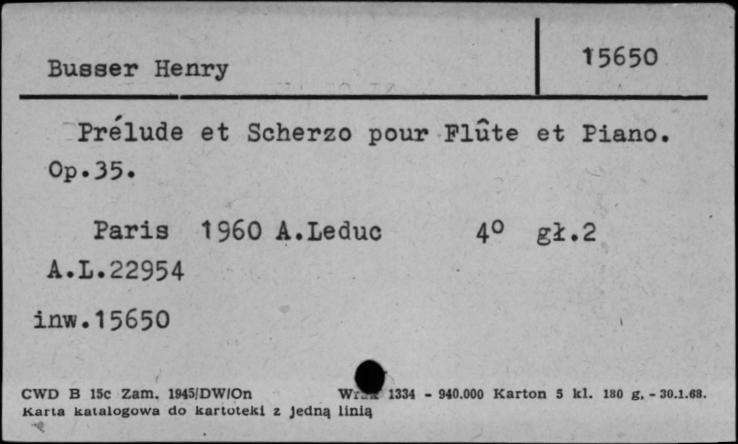 Busser Henry
15650
Prélude et Scherzo pour Flûte et Piano.
Op.35.
Paris 1960 A.Leduc 4° gł.2
A.L.22954
inw.15650
CWD B 15c Zam. 1945/DW/On 1334 - 940.000 Karton 5 kl. 180 g. - 30.1.68.
Karta katalogowa do kartoteki z jedną linią